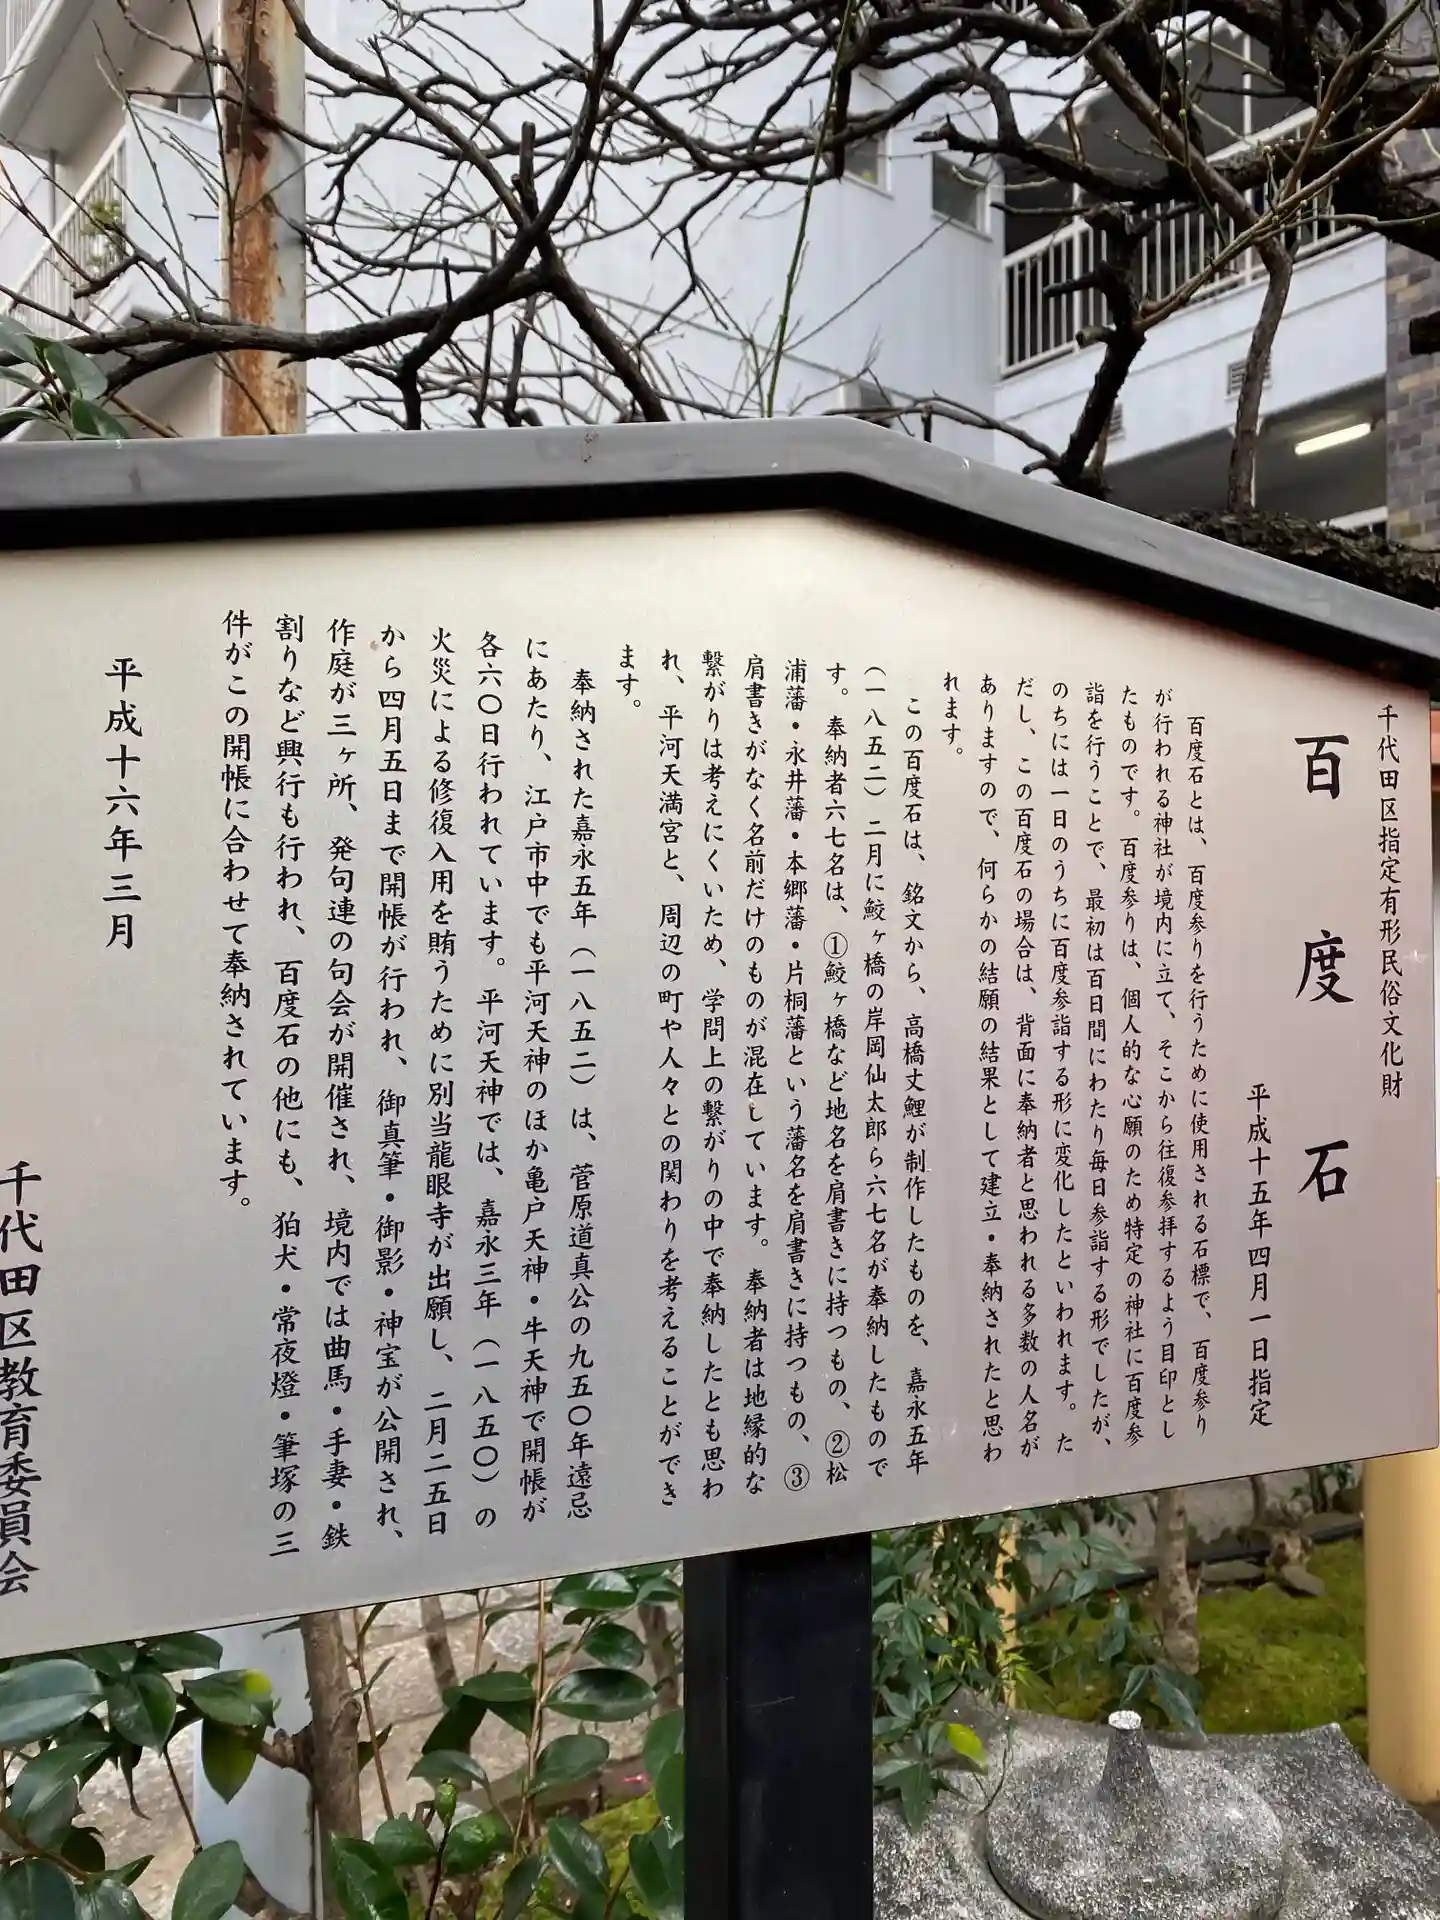 千代田区指定有形民俗文化財
百度石
平成十五年四月一日指定
百度石とは、百度参りを行うために使用される石標で、百度参り
が行われる神社が境内に立て、そこから往復参拝するよう目印とし
たものです。百度参りは、個人的な心願のため特定の神社に百度参
詣を行うことで、最初は百日間にわたり毎日参詣する形でしたが、
のちには一日のうちに百度参詣する形に変化したといわれます。た
だし、この百度石の場合は、背面に奉納者と思われる多数の人名が
ありますので、何らかの結願の結果として建立・奉納されたと思わ
れます。
この百度石は、銘文から、高橋丈鯉が制作したものを、嘉永五年
(一八五二)二月に鮫ヶ橋の岸岡仙太郎ら六七名が奉納したもので
す。奉納者六七名は、①鮫ヶ橋など地名を肩書きに持つもの、②松
浦藩・永井藩・本郷藩・片桐藩という藩名を肩書きに持つもの、③
肩書きがなく名前だけのものが混在しています。奉納者は地縁的な
繋がりは考えにくいため、学問上の繋がりの中で奉納したとも思わ
れ、平河天満宮と、周辺の町や人々との関わりを考えることができ
ます。
奉納された嘉永五年(一八五二)は、菅原道真公の九五〇年遠忌
にあたり、江戸市中でも平河天神のほか亀戸天神・牛天神で開帳が
各六〇日行われています。平河天神では、嘉永三年(一八五〇)の
火災による修復入用を賄うために別当龍眼寺が出願し、二月二五日
から四月五日まで開帳が行われ、御真筆・御影・神宝が公開され、
作庭が三ヶ所、発句連の句会が開催され、境内では曲馬・手妻・鉄
割りなど興行も行われ、百度石の他にも、狛犬・常夜燈・筆塚の三
件がこの開帳に合わせて奉納されています。
平成十六年三月
千代田区教育委員会